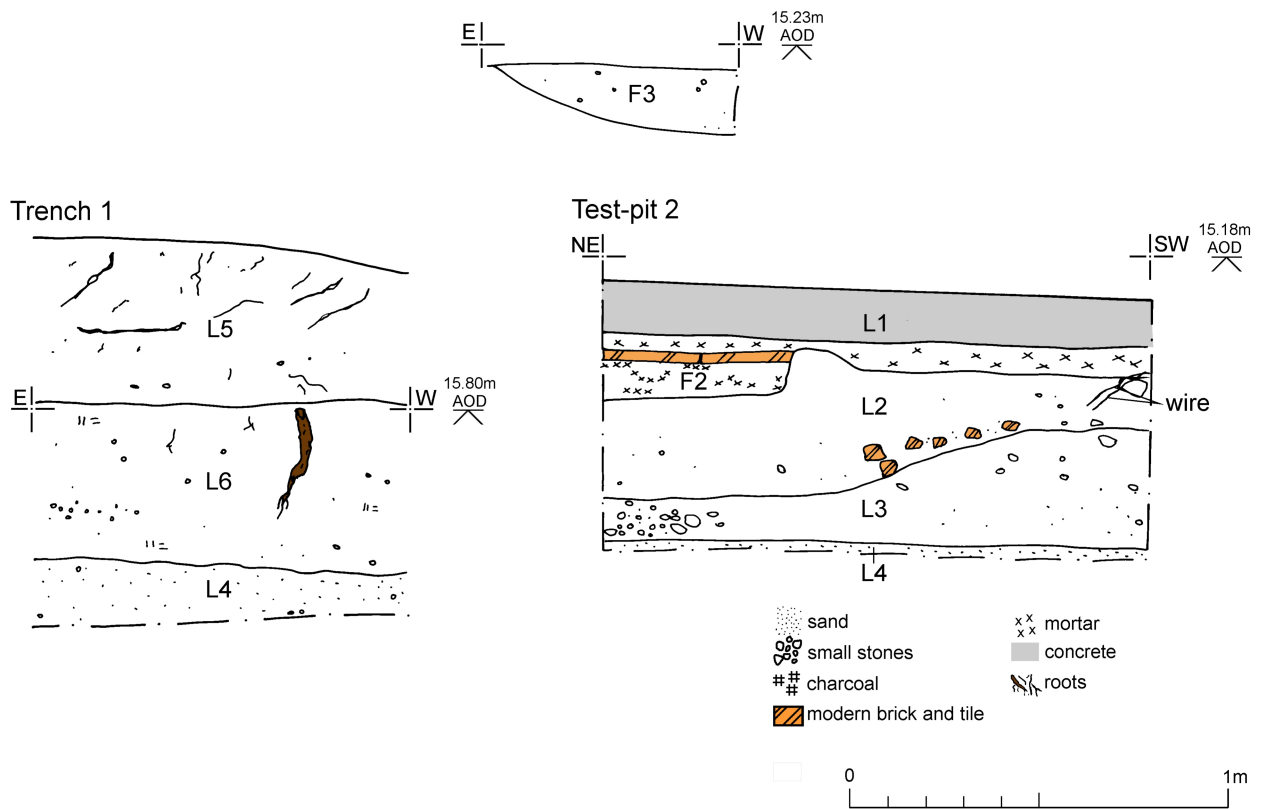 15.23m
E W AOD
F3
Trench 1
Test-pit 2
15.18m
NE SW AOD
L1
L5
F2
15.80m
E W AOD
L2
wire
L6
L3
L4
L4
sand
mortar
small stones
concrete
charcoal
roots
modern brick and tile
0 1m